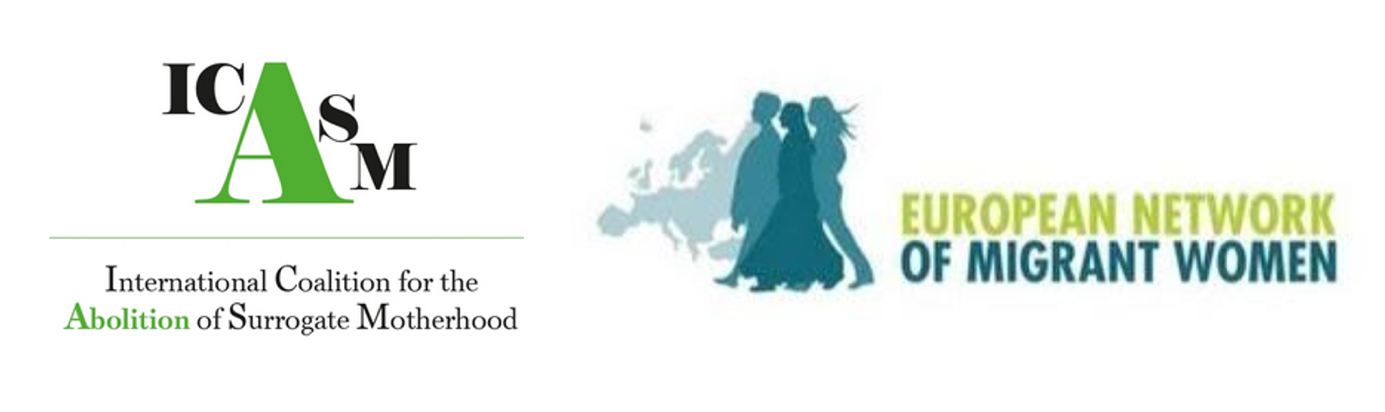 ICASM
International Coalition for the
Abolition of Surrogate Motherhood
EUROPEAN NETWORK
OF MIGRANT WOMEN